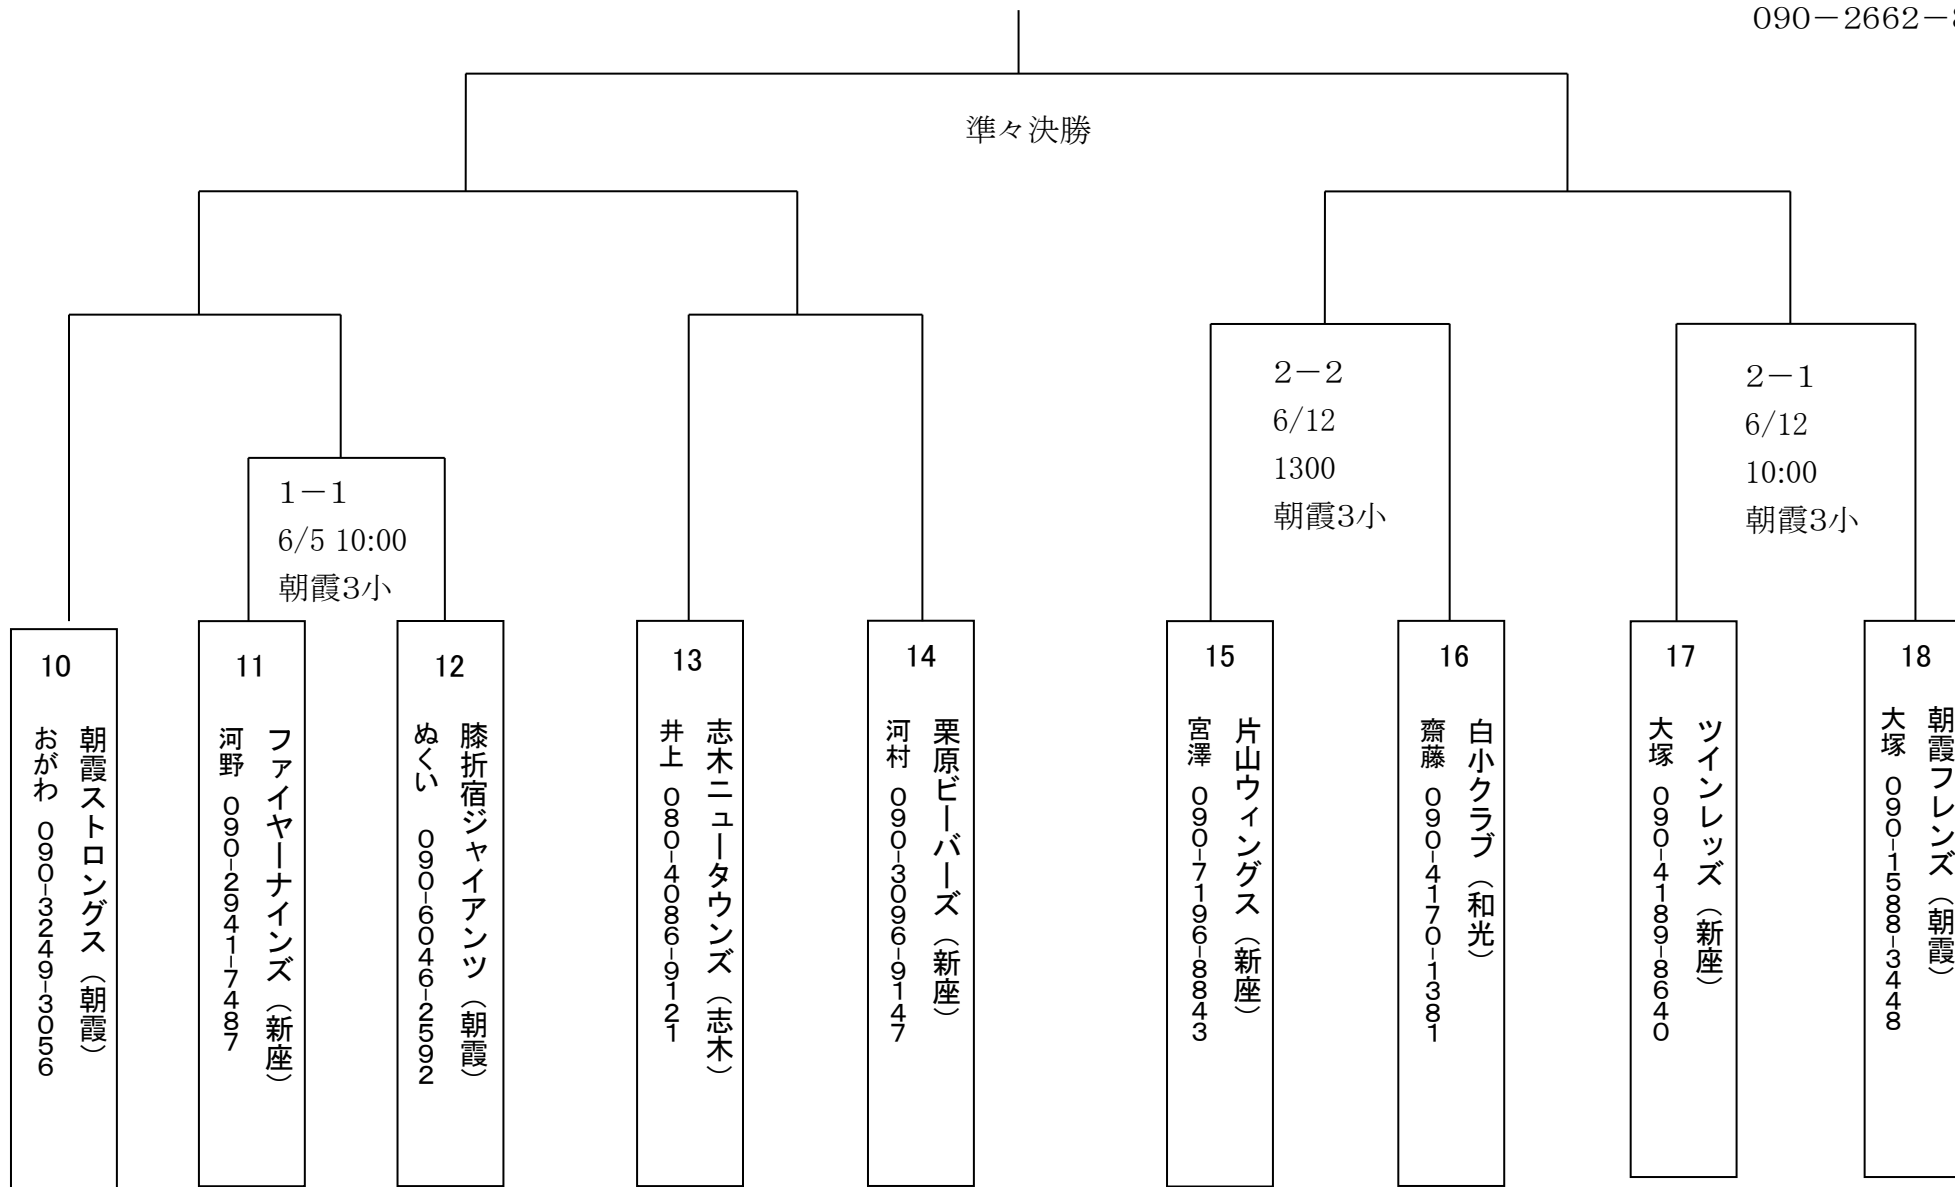 090－2662－8
準々決勝
2－2
6/12
1300
朝霞3小
2－1
6/12
10:00
朝霞3小
1－1
6/5 10:00
朝霞3小
10
朝霞ストロングス（朝霞）
おがわ 090-3249-3056
11
ファイヤーナインズ（新座）
河野 090-2941-7487
12
膝折宿ジャイアンツ（朝霞）
ぬくい 090-6046-2592
13
志木ニュータウンズ（志木）
井上 080-4086-9121
14
栗原ビーバーズ（新座）
河村 090-3096-9147
15
片山ウィングス（新座）
宮澤 090-7196-8843
16
白小クラブ（和光）
齋藤 090-4170-1381
17
ツインレッズ（新座）
大塚 090-4189-8640
18
朝霞フレンズ（朝霞）
大塚 090-1588-3448